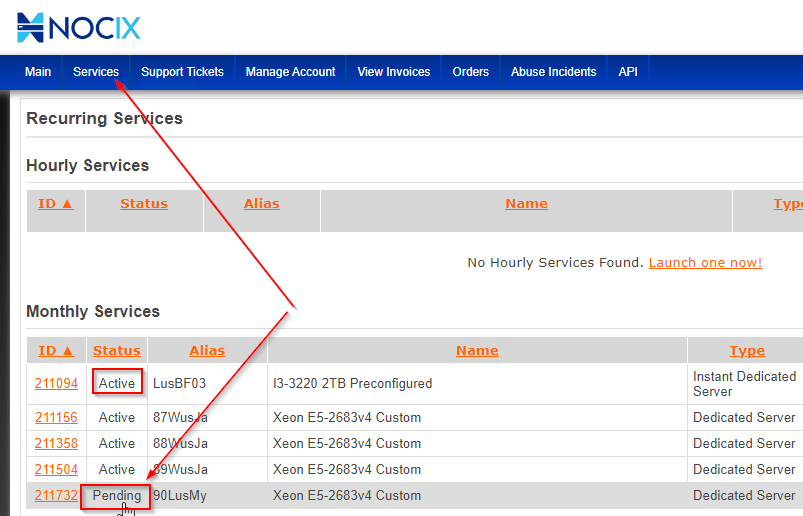 NOCIX
Main Services Support Tickets Manage Account View Invoices Orders Abuse Incidents API
Recurring Services
Hourly Services
ID ▲ Status Alias Name Type
No Hourly Services Found. Launch one now!
Monthly Services
ID ▲ Status Alias Name Type
211094 Active LusBF03 I3-3220 2TB Preconfigured Instant Dedicated
Server
211156 Active 87WusJa Xeon E5-2683v4 Custom Dedicated Server
211358 Active 88WusJa Xeon E5-2683v4 Custom Dedicated Server
211504 Active 89WusJa Xeon E5-2683v4 Custom Dedicated Server
211732 Pending 90LusMy Xeon E5-2683v4 Custom Dedicated Server